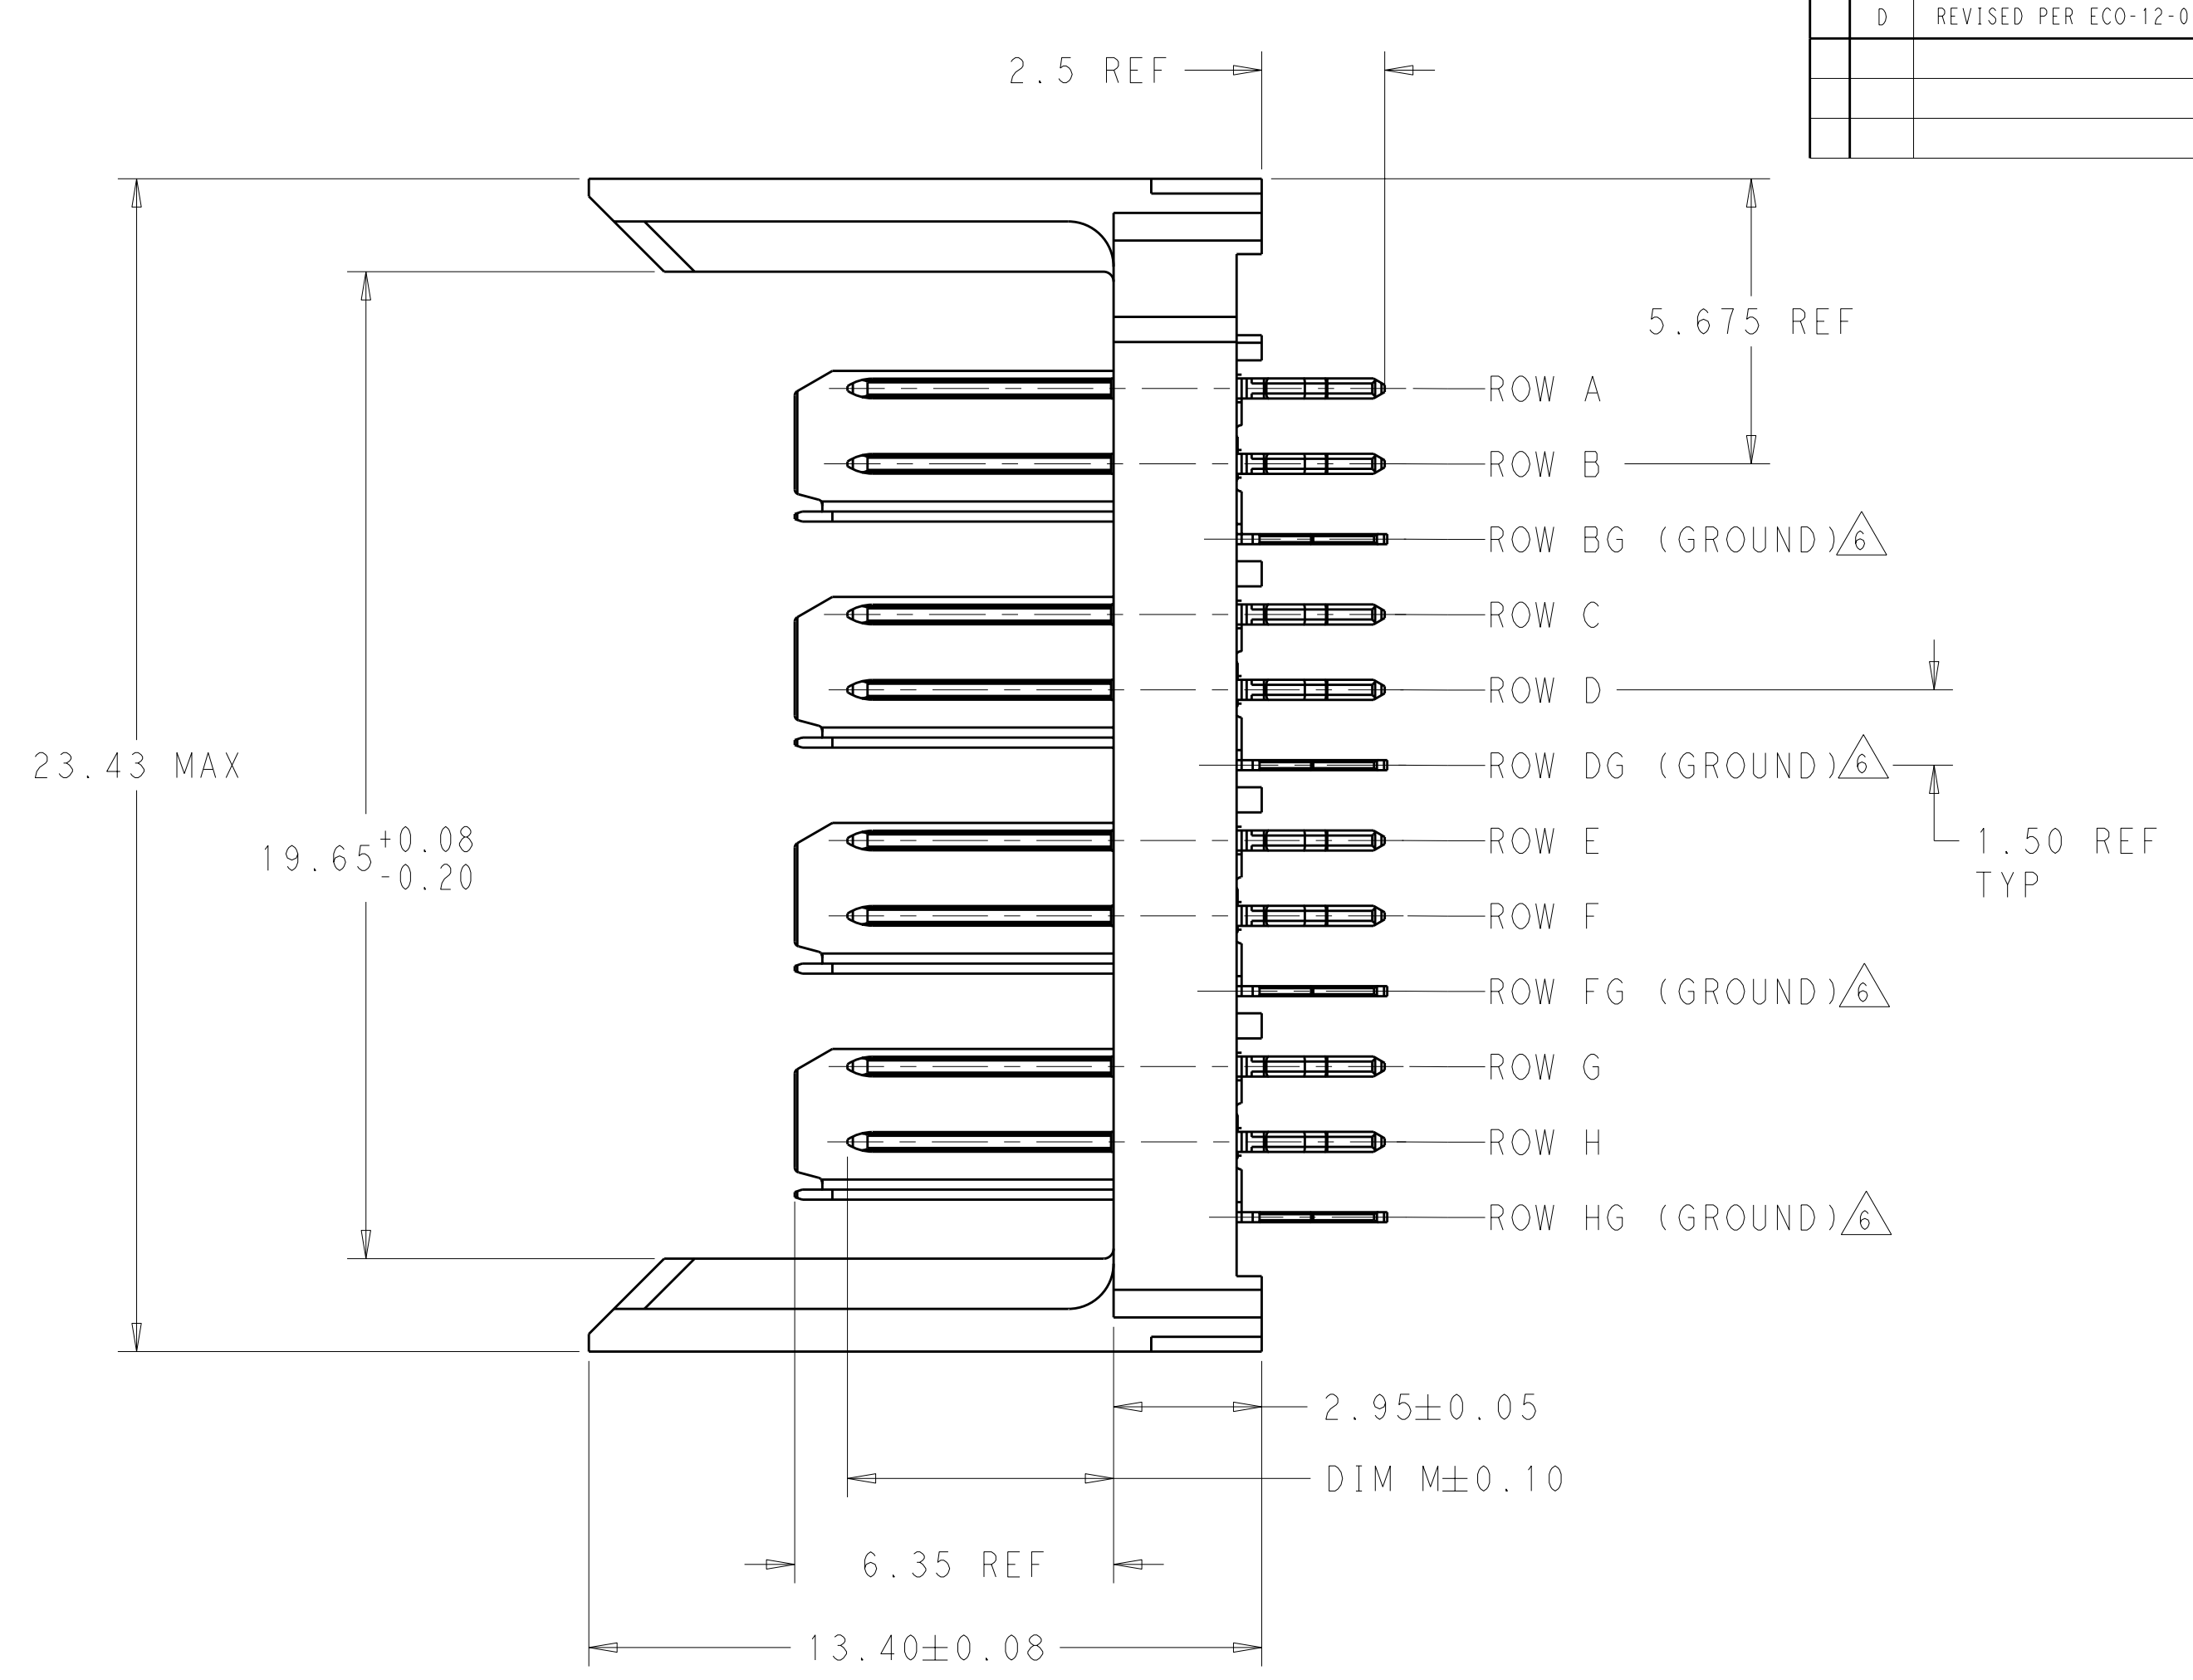 D REVISED PER ECO-12-0
2.5 REF
5.675 REF
ROW A
ROW B
ROW BG (GROUND) 6
ROW C
ROW D
ROW DG (GROUND) 6
23.43 MAX
19.65 +0.08
-0.20
ROW E
1.50 REF
TYP
ROW F
ROW FG (GROUND) 6
ROW G
ROW H
ROW HG (GROUND) 6
2.95±0.05
DIM M±0.10
6.35 REF
13.40±0.08